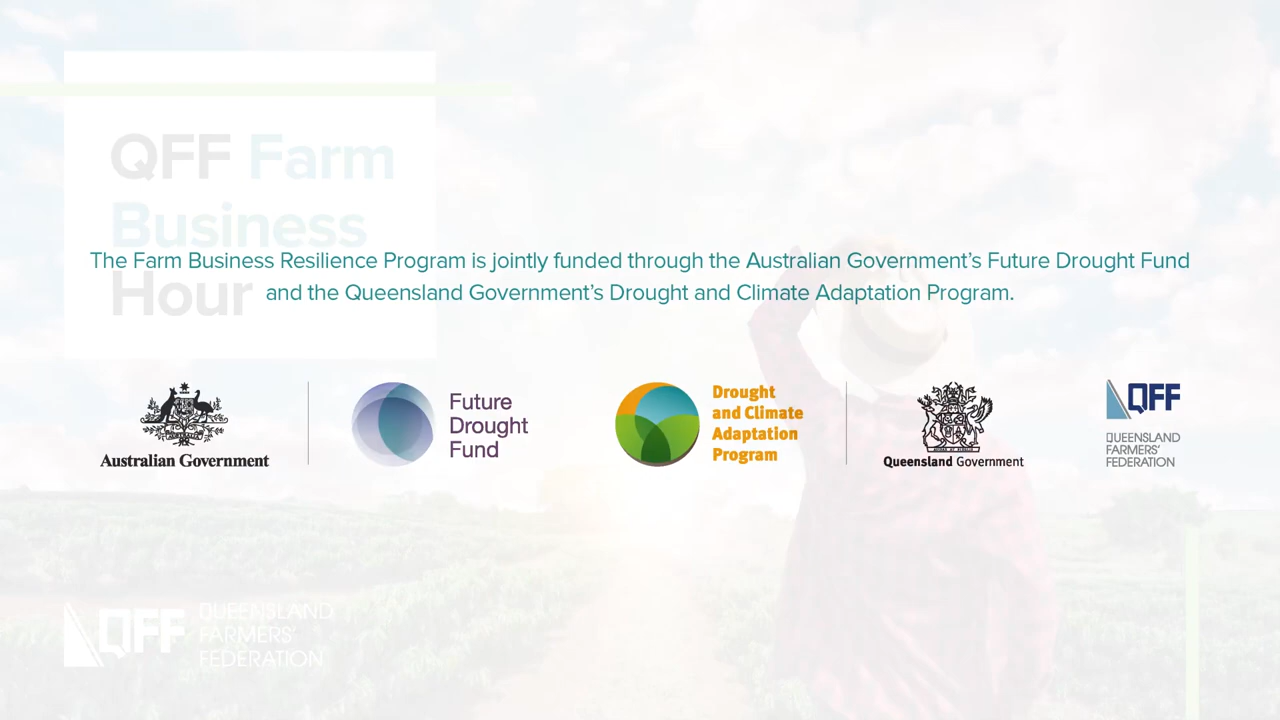 QFF Farm
Business
The Farm Business Resilience Program is jointly funded through the Australian Government’s Future Drought Fund
Hour
and the Queensland Government’s Drought and Climate Adaptation Program.
Australian Government
Future
Drought
Fund
Drought
and Climate
Adaptation
Program
Queensland Government
QFF
QUEENSLAND
FARMERS’
FEDERATION
QFF
QUEENSLAND
FARMERS’
FEDERATION